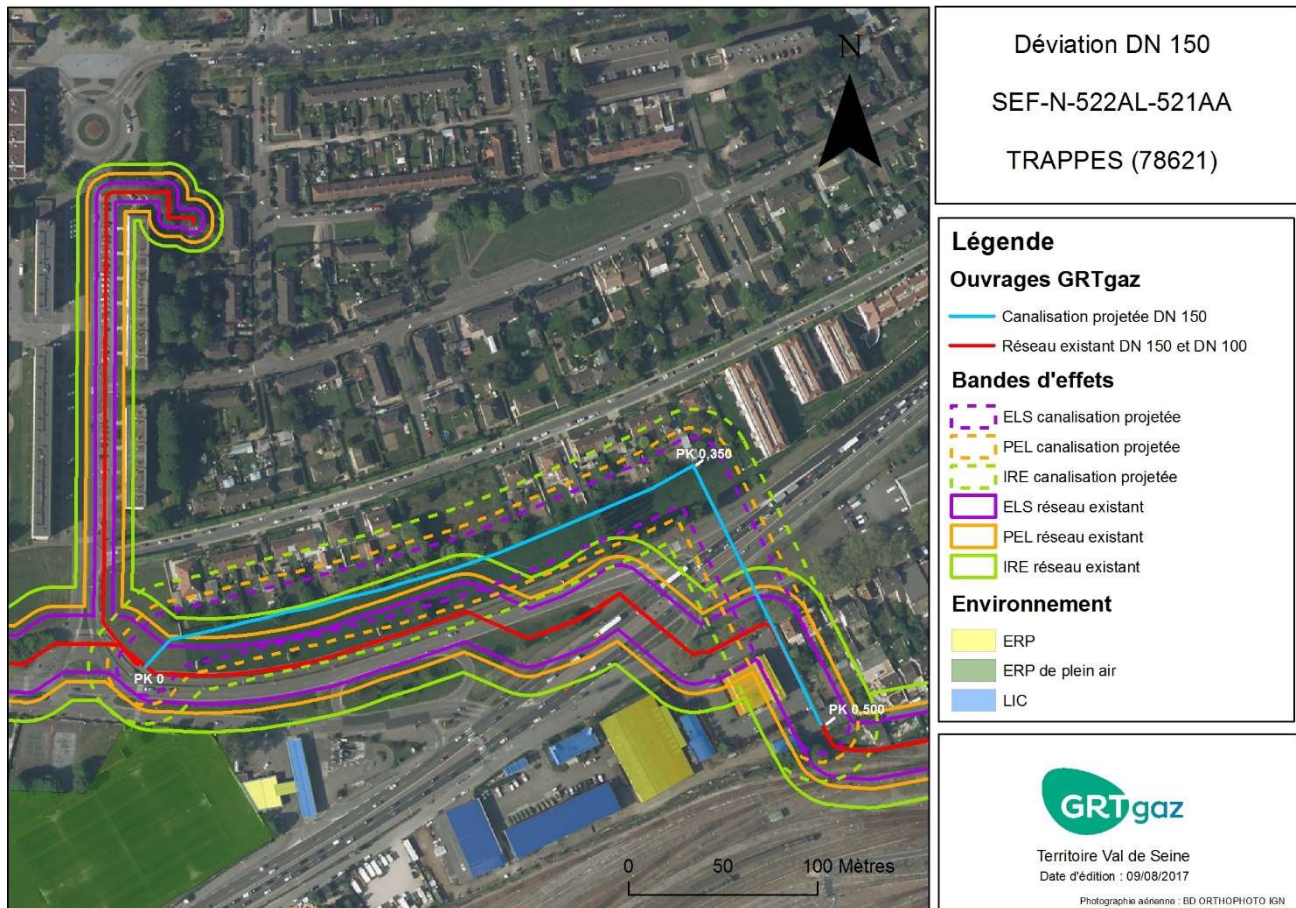 N
PK 0,350
PK 0
PK 0,500
0 50 100 Mètres
Déviation DN 150
SEF-N-522AL-521AA
TRAPPES (78621)
Légende
Ouvrages GRTgaz
Canalisation projetée DN 150
Réseau existant DN 150 et DN 100
Bandes d'effets
ELS canalisation projetée
PEL canalisation projetée
IRE canalisation projetée
ELS réseau existant
PEL réseau existant
IRE réseau existant
Environnement
ERP
ERP de plein air
LIC
GRTgaz
Territoire Val de Seine
Date d'édition : 09/08/2017
Photographie aérienne : BD ORTHOPHOTO IGN